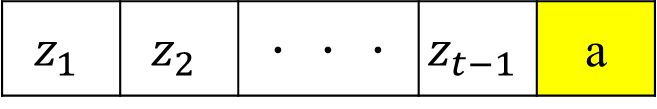 z₁ z₂ · · · zₜ₋₁ a